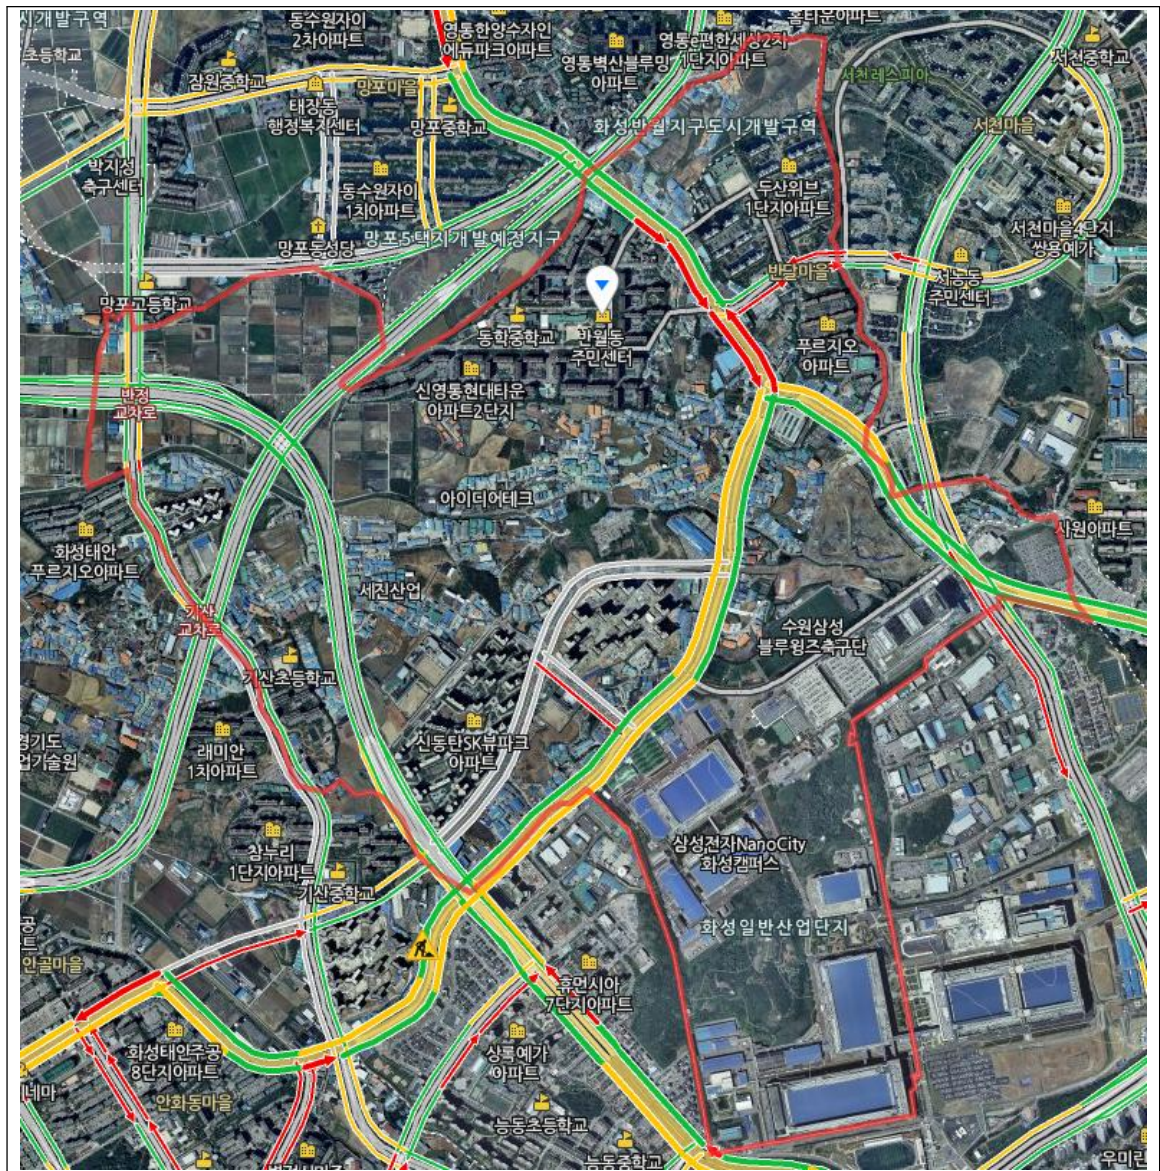 시개발구역
동수원자이
2차아파트
영통한양수자인
에듀파크아파트
영통e편한세상2차
1단지아파트
영통벽산블루밍
아파트
초등학교
잠원중학교
망포마을
서천중학교
서천레스피아
태장동
행정복지센터
망포중학교
화성반월지구도시개발구역
서천마을
박지성
축구센터
동수원자이
1차아파트
두산위브
1단지아파트
서천마을4단지
쌍용예가
망포동성당
망포5택지개발예정지구
반달마을
서농동
주민센터
망포고등학교
동학중학교
반월동
주민센터
푸르지오
아파트
반정
교차로
신영통현대타운
아파트2단지
아이디어테크
사원아파트
화성태안
푸르지오아파트
세진산업
기산
교차로
수원삼성
블루윙즈축구단
기산초등학교
경기도
업기술원
래미안
1차아파트
신동탄SK뷰파크
아파트
참누리
1단지아파트
기산중학교
삼성전자NanoCity
화성캠퍼스
화성일반산업단지
안골마을
휴먼시아
7단지아파트
화성태안주공
8단지아파트
상록예가
아파트
네마
안화동마을
능동초등학교
능동중학교
우미린